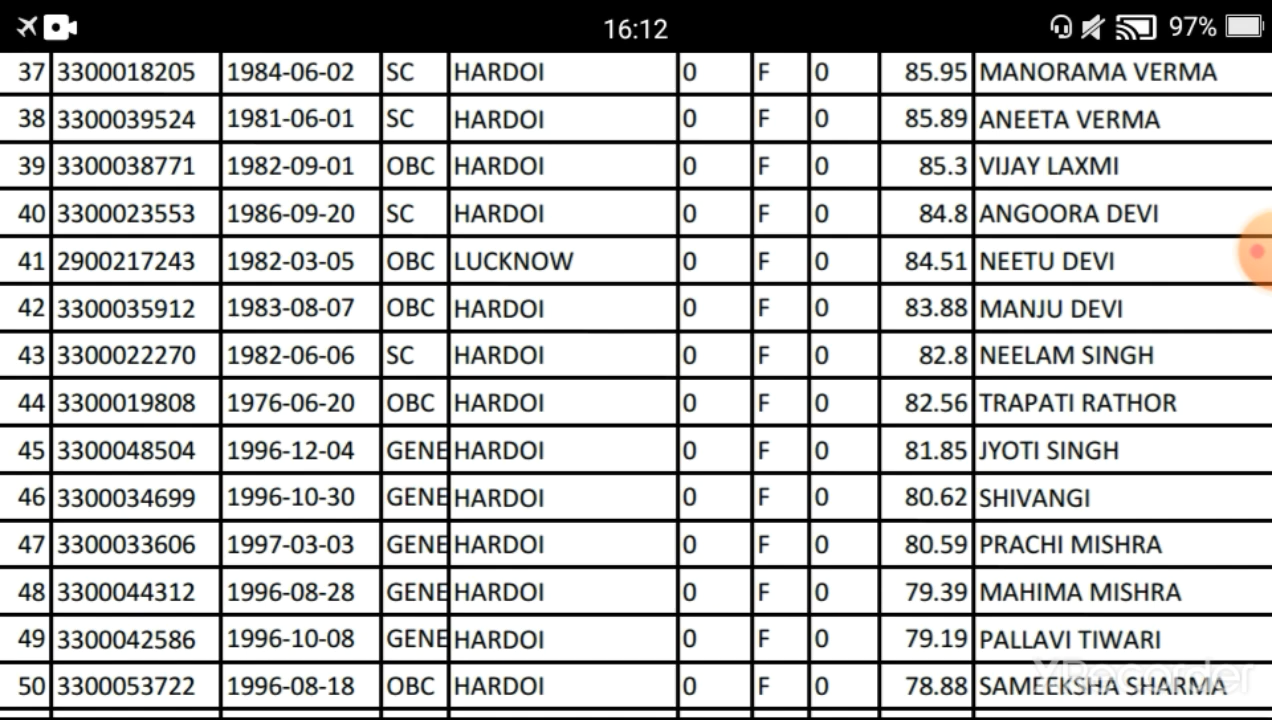 16:12 97%
37 3300018205 1984-06-02 SC HARDOI 0 F 0 85.95 MANORAMA VERMA
38 3300039524 1981-06-01 SC HARDOI 0 F 0 85.89 ANEETA VERMA
39 3300038771 1982-09-01 OBC HARDOI 0 F 0 85.3 VIJAY LAXMI
40 3300023553 1986-09-20 SC HARDOI 0 F 0 84.8 ANGOORA DEVI
41 2900217243 1982-03-05 OBC LUCKNOW 0 F 0 84.51 NEETU DEVI
42 3300035912 1983-08-07 OBC HARDOI 0 F 0 83.88 MANJU DEVI
43 3300022270 1982-06-06 SC HARDOI 0 F 0 82.8 NEELAM SINGH
44 3300019808 1976-06-20 OBC HARDOI 0 F 0 82.56 TRAPATI RATHOR
45 3300048504 1996-12-04 GENE HARDOI 0 F 0 81.85 JYOTI SINGH
46 3300034699 1996-10-30 GENE HARDOI 0 F 0 80.62 SHIVANGI
47 3300033606 1997-03-03 GENE HARDOI 0 F 0 80.59 PRACHI MISHRA
48 3300044312 1996-08-28 GENE HARDOI 0 F 0 79.39 MAHIMA MISHRA
49 3300042586 1996-10-08 GENE HARDOI 0 F 0 79.19 PALLAVI TIWARI
50 3300053722 1996-08-18 OBC HARDOI 0 F 0 78.88 SAMEEKSHA SHARMA
XRecorder